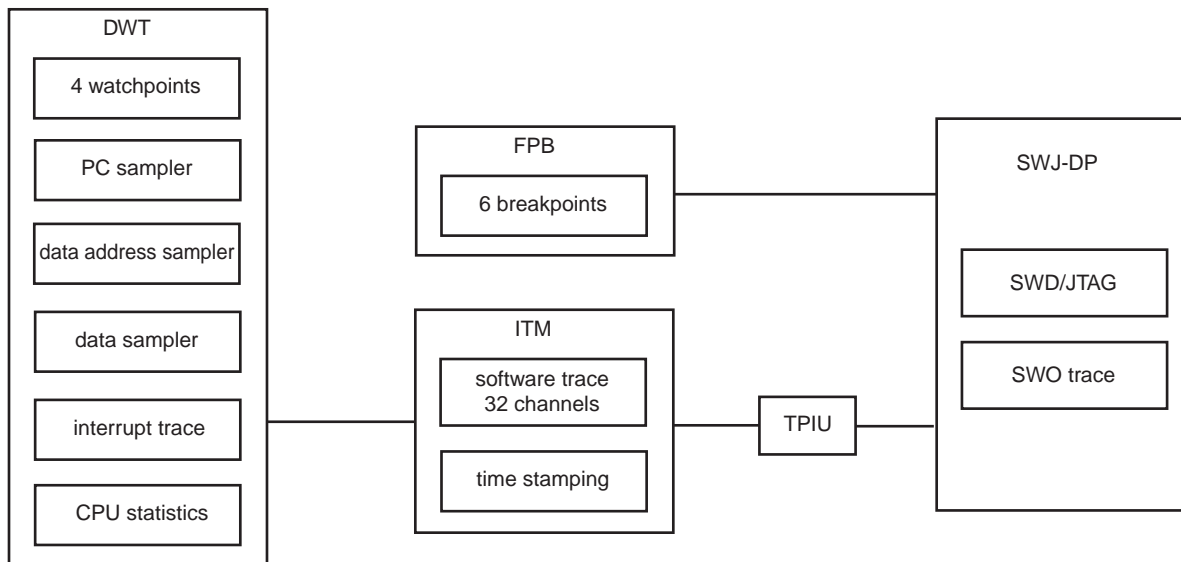 DWT
4 watchpoints
PC sampler
data address sampler
data sampler
interrupt trace
CPU statistics
FPB
6 breakpoints
ITM
software trace
32 channels
time stamping
TPIU
SWJ-DP
SWD/JTAG
SWO trace